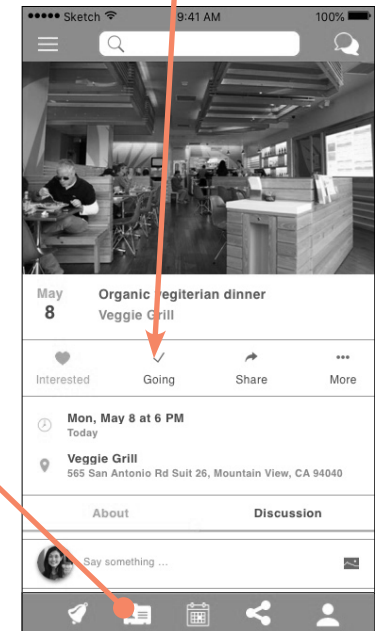 Sketch 9:41 AM 100%
May Organic vegiterian dinner
8 Veggie Grill
Interested Going Share More
Mon, May 8 at 6 PM
Today
Veggie Grill
565 San Antonio Rd Suit 26, Mountain View, CA 94040
About Discussion
Say something ...